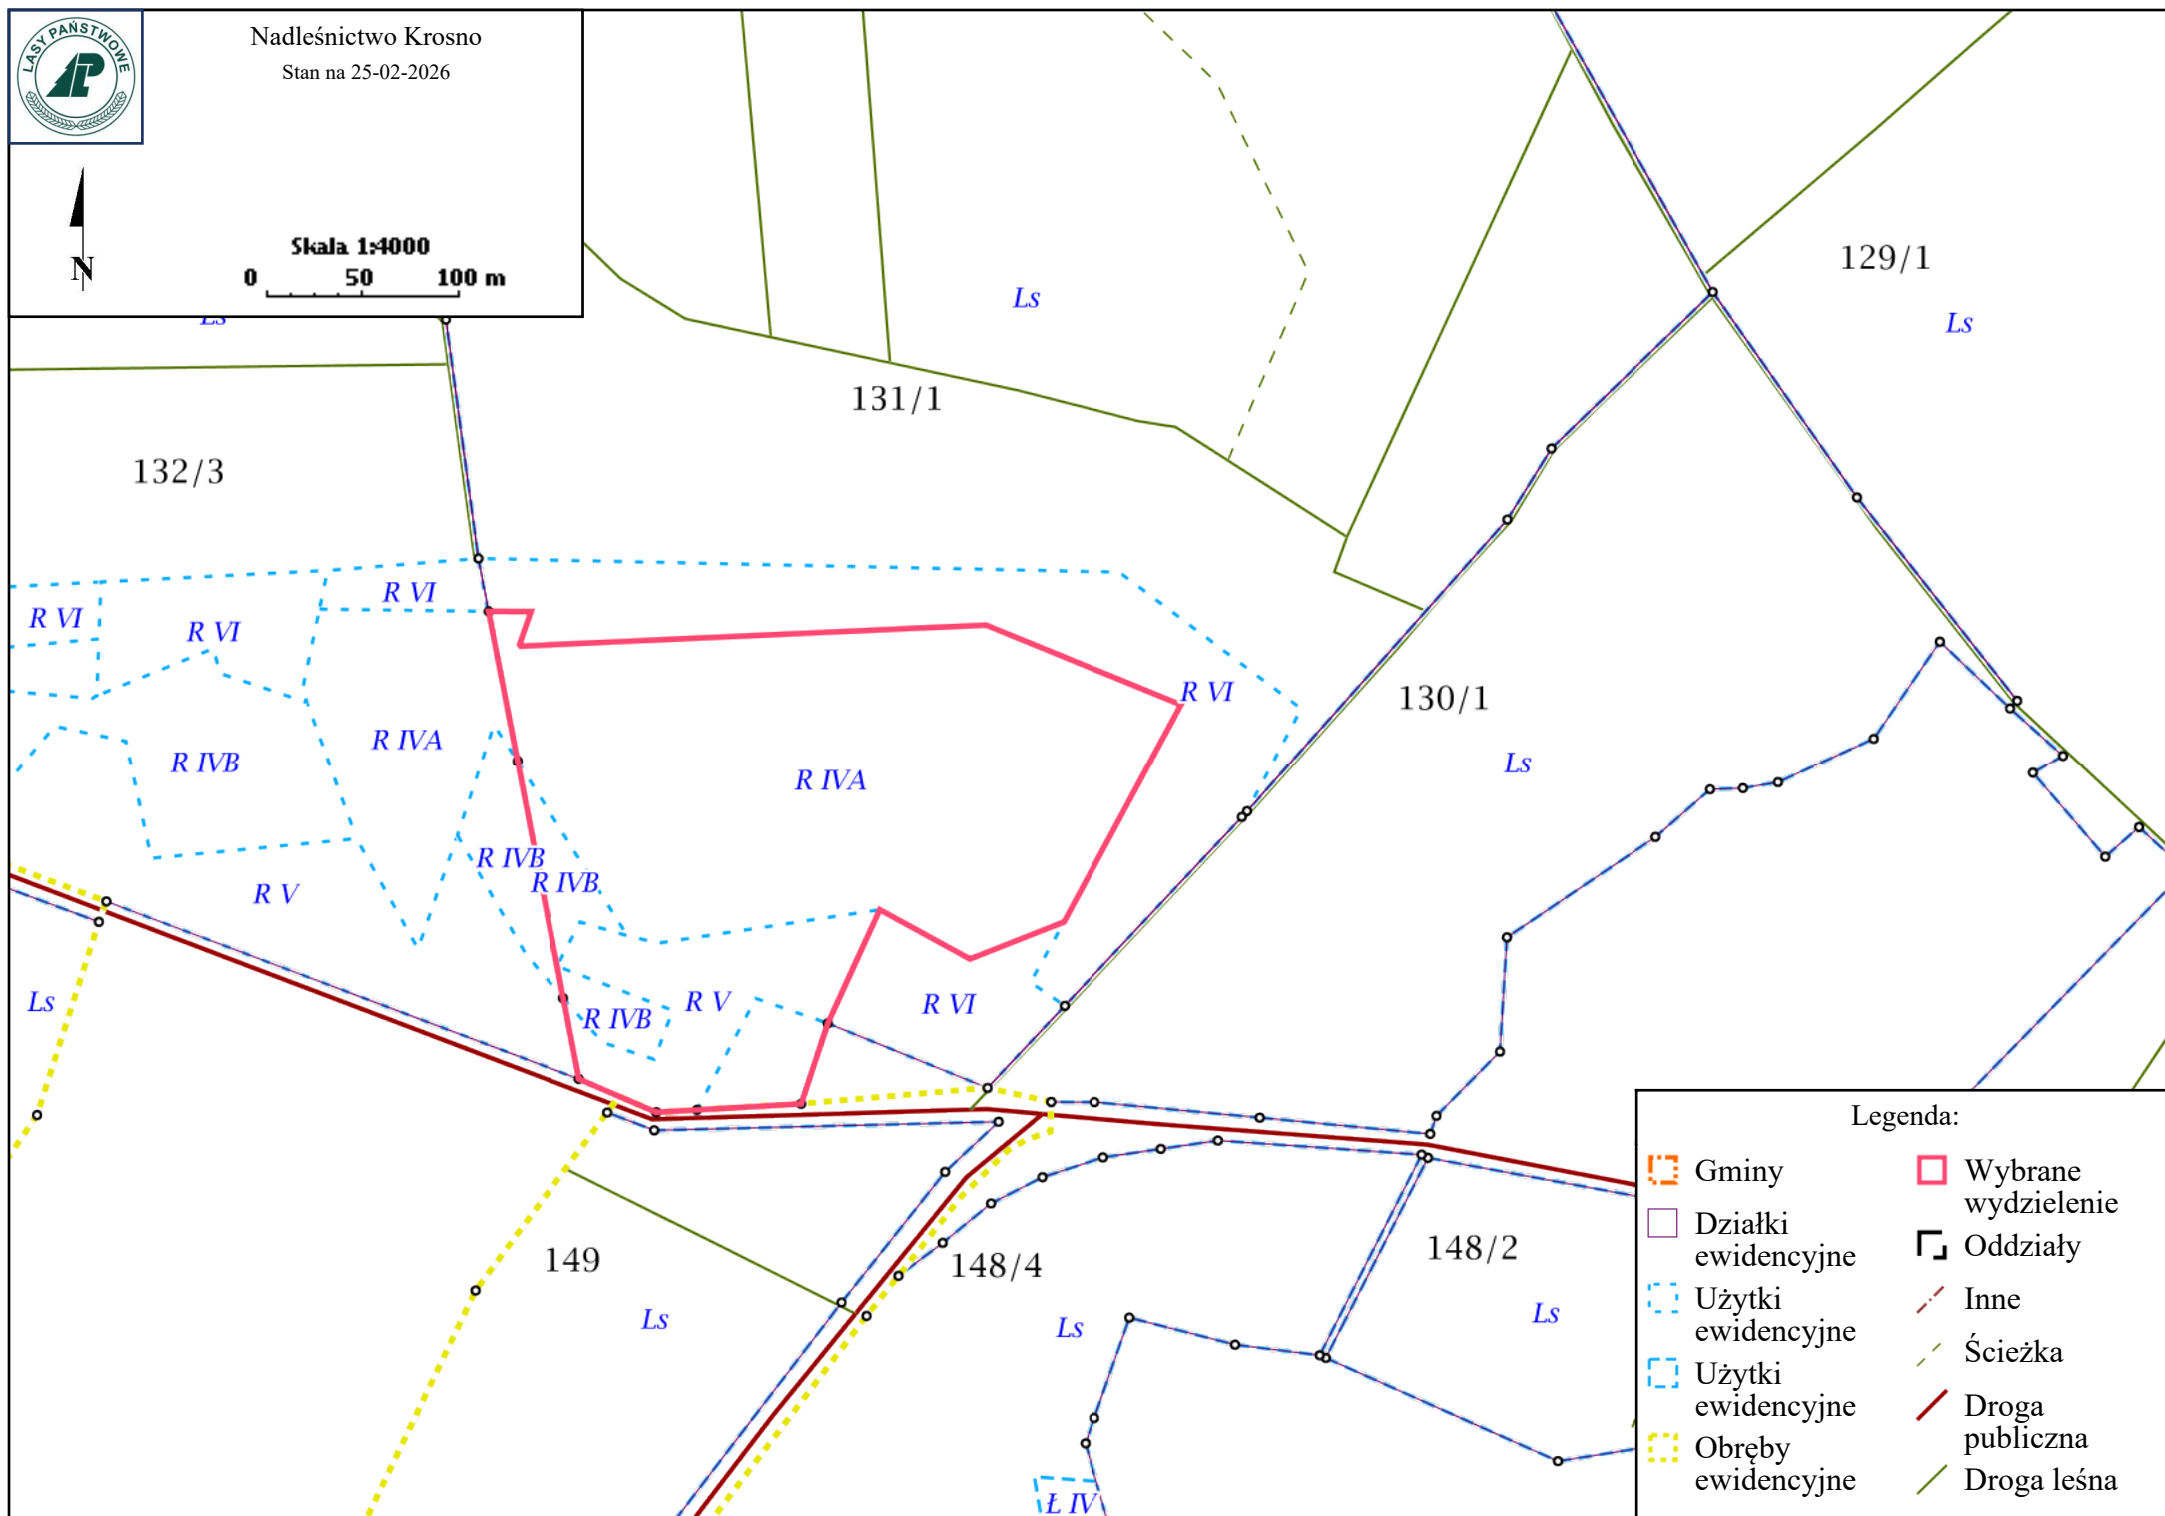 LASY PAŃSTWOWE
Nadleśnictwo Krosno
Stan na 25-02-2026
N
Skala 1:4000
0 50 100 m
Ls
Ls
129/1
Ls
131/1
132/3
R VI
R VI
R VI
R VI
130/1
R IVA
R IVB
R IVA
Ls
R IVB
R IVB
R V
Ls
R IVB
R V
R VI
149
148/4
148/2
Ls
Ls
Ls
Ł IV
Legenda:
Gminy
Działki
ewidencyjne
Użytki
ewidencyjne
Użytki
ewidencyjne
Obręby
ewidencyjne
Wybrane
wydzielenie
Oddziały
Inne
Ścieżka
Droga
publiczna
Droga leśna